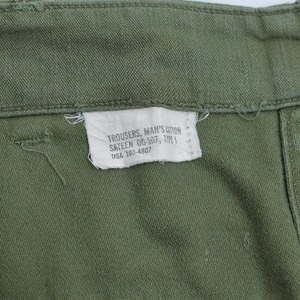 TROUSERS, MAN'S COTTON
SATEEN OG-107, TYPE I
DSA 100-4807